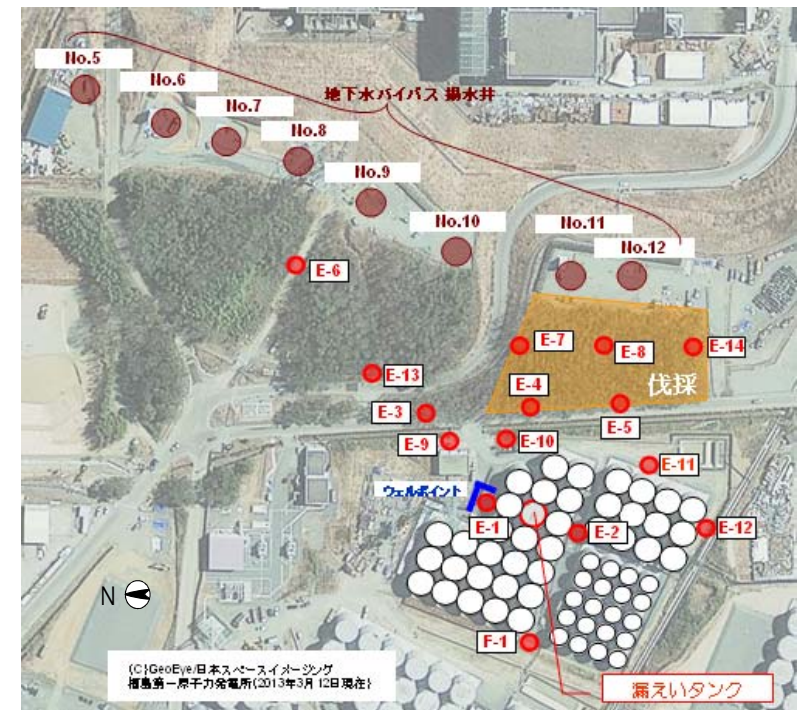 No.5
No.6
No.7
No.8
No.9
No.10
No.11
No.12
地下水バイパス 揚水井
E-6
E-7
E-8
E-14
E-13
E-4
伐採
E-3
E-5
E-9
E-10
E-11
ウェルポイント
E-1
E-2
E-12
N
F-1
(C)GeoEye/日本スペースイメージング
福島第一原子力発電所(2013年3月12日現在)
漏えいタンク